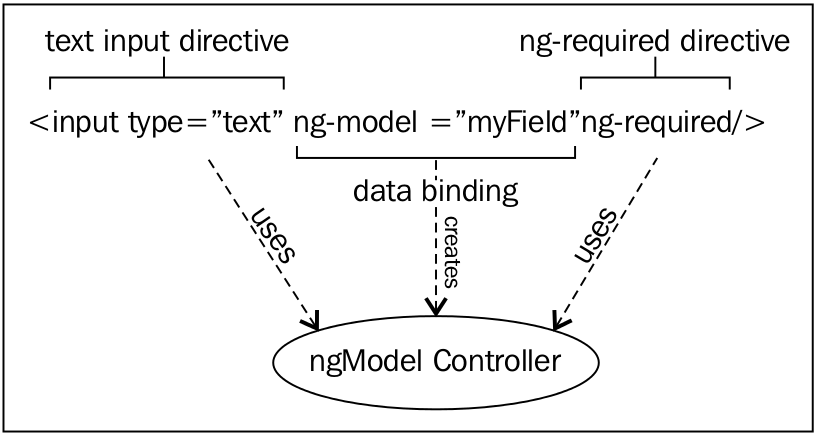 text input directive
ng-required directive
<input type=”text” ng-model =”myField”ng-required/>
data binding
uses
creates
uses
ngModel Controller